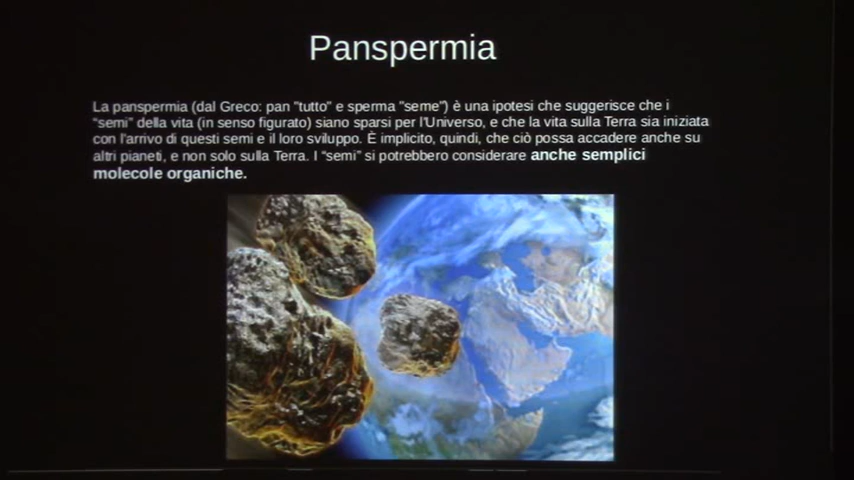 Panspermia
La panspermia (dal Greco: pan "tutto" e sperma "seme") è una ipotesi che suggerisce che i
"semi" della vita (in senso figurato) siano sparsi per l'Universo, e che la vita sulla Terra sia iniziata
con l'arrivo di questi semi e il loro sviluppo. È implicito, quindi, che ciò possa accadere anche su
altri pianeti, e non solo sulla Terra. I "semi" si potrebbero considerare anche semplici
molecole organiche.